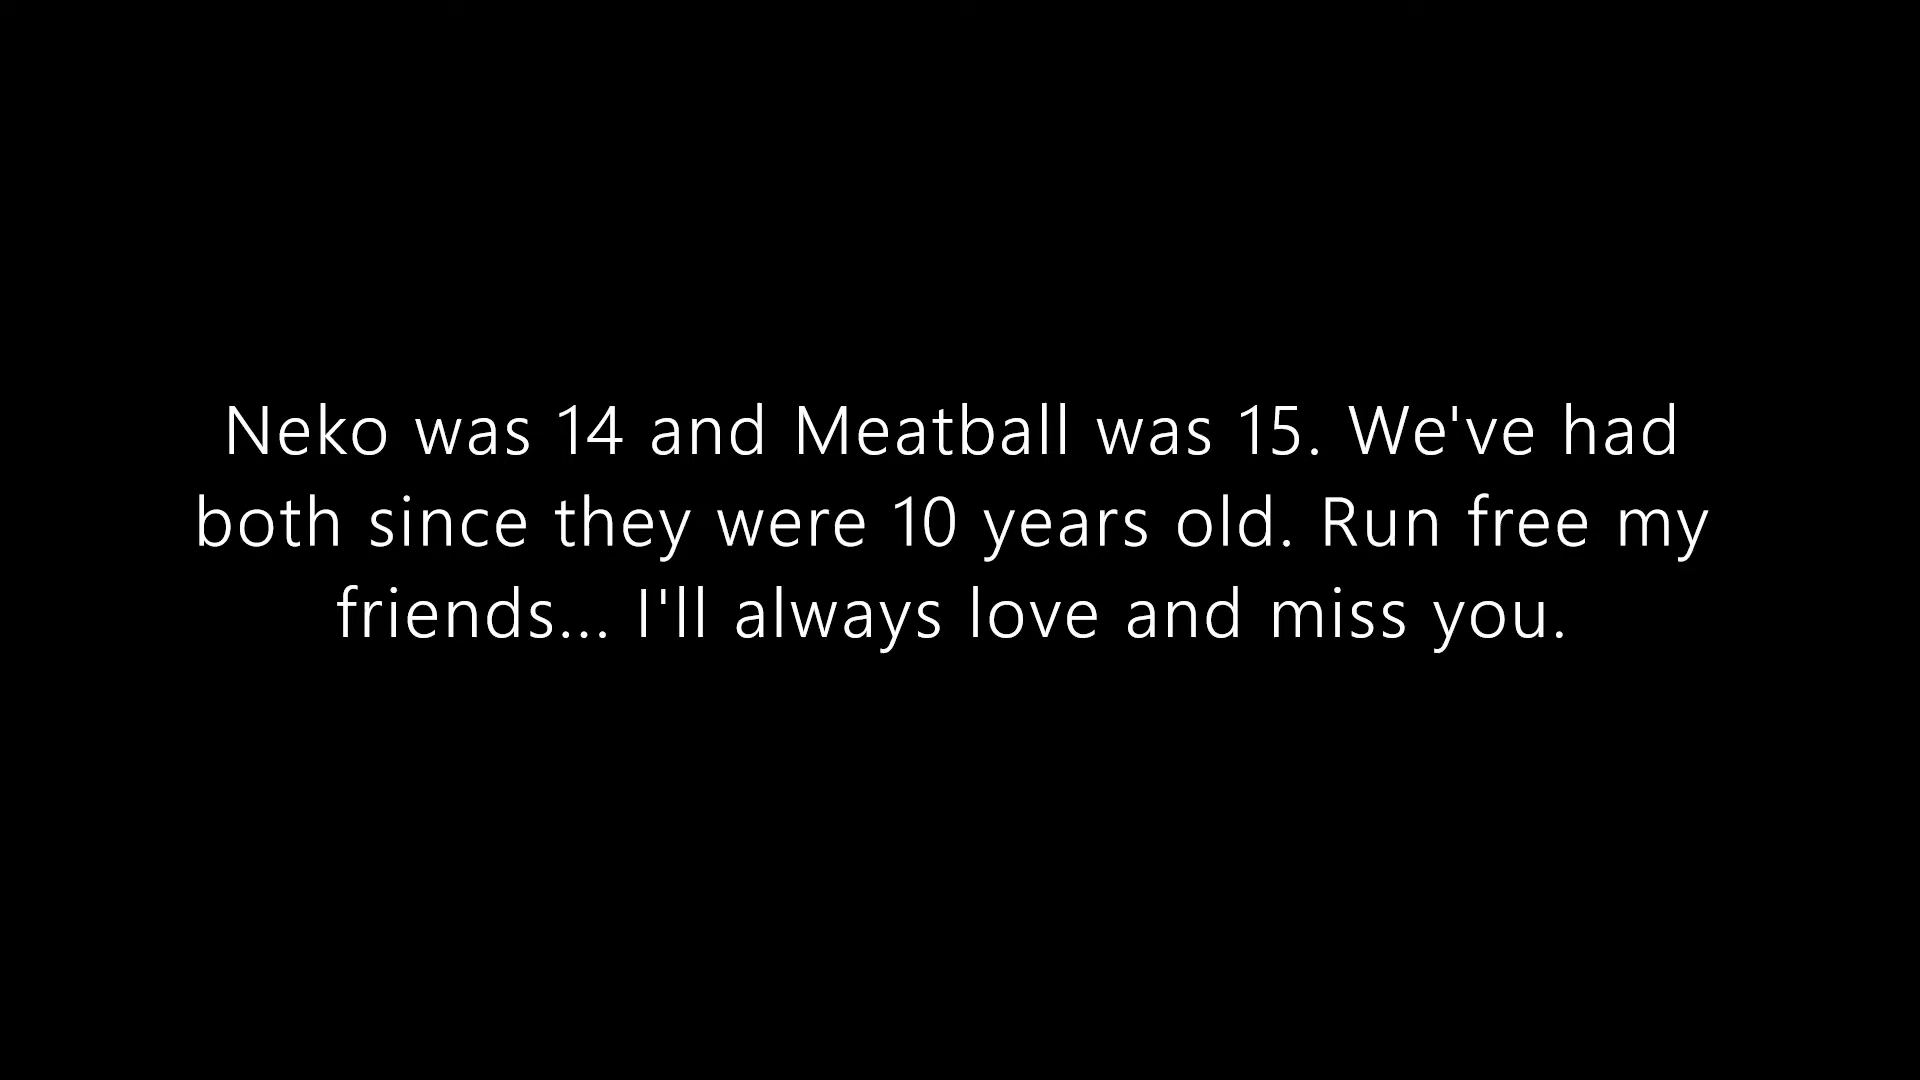 Neko was 14 and Meatball was 15. We've had
both since they were 10 years old. Run free my
friends... I'll always love and miss you.